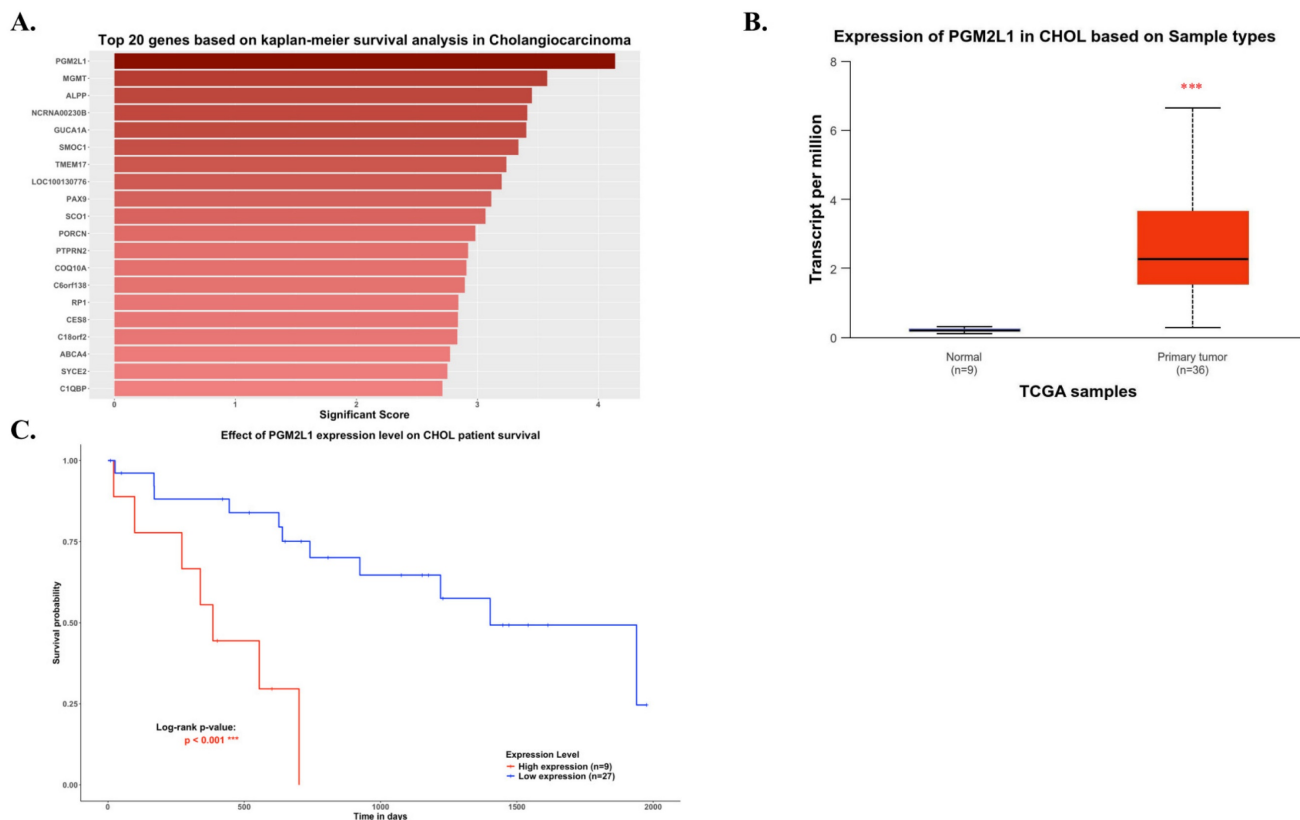 A.
Top 20 genes based on kaplan-meier survival analysis in Cholangiocarcinoma
PGM2L1
MGMT
ALPP
NCRNA00230B
GUCA1A
SMOC1
TMEM17
LOC100130776
PAX9
SCO1
PORCN
PTPRN2
COQ10A
C6orf138
RP1
CES8
C18orf2
ABCA4
SYCE2
C1QBP
0 1 2 3 4
Significant Score
B.
Expression of PGM2L1 in CHOL based on Sample types
Transcript per million
8
6
4
2
0
***
Normal
(n=9)
Primary tumor
(n=36)
TCGA samples
C.
Effect of PGM2L1 expression level on CHOL patient survival
Survival probability
1.00
0.75
0.50
0.25
0.00
Log-rank p-value:
p < 0.001 ***
Expression Level
High expression (n=9)
Low expression (n=27)
0 500 1000 1500 2000
Time in days